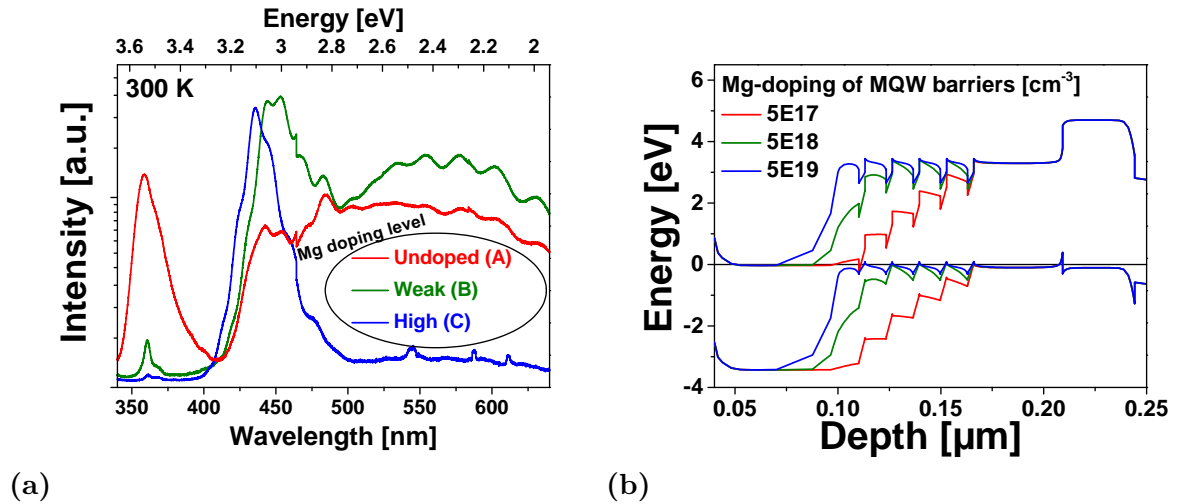 Energy [eV]
3.6 3.4 3.2 3 2.8 2.6 2.4 2.2 2
300 K
Intensity [a.u.]
Mg doping level
Undoped (A)
Weak (B)
High (C)
340 400 450 500 550 600
Wavelength [nm]
(a)
Mg-doping of MQW barriers [cm-3]
5E17
5E18
5E19
6
4
2
0
-2
-4
Energy [eV]
0
0.05 0.10 0.15 0.20 0.25
Depth [µm]
(b)